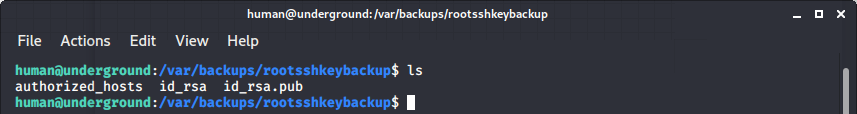 human@underground:/var/backups/rootsshkeybackup
File Actions Edit View Help
human@underground:/var/backups/rootsshkeybackup$ ls
authorized_hosts id_rsa id_rsa.pub
human@underground:/var/backups/rootsshkeybackup$